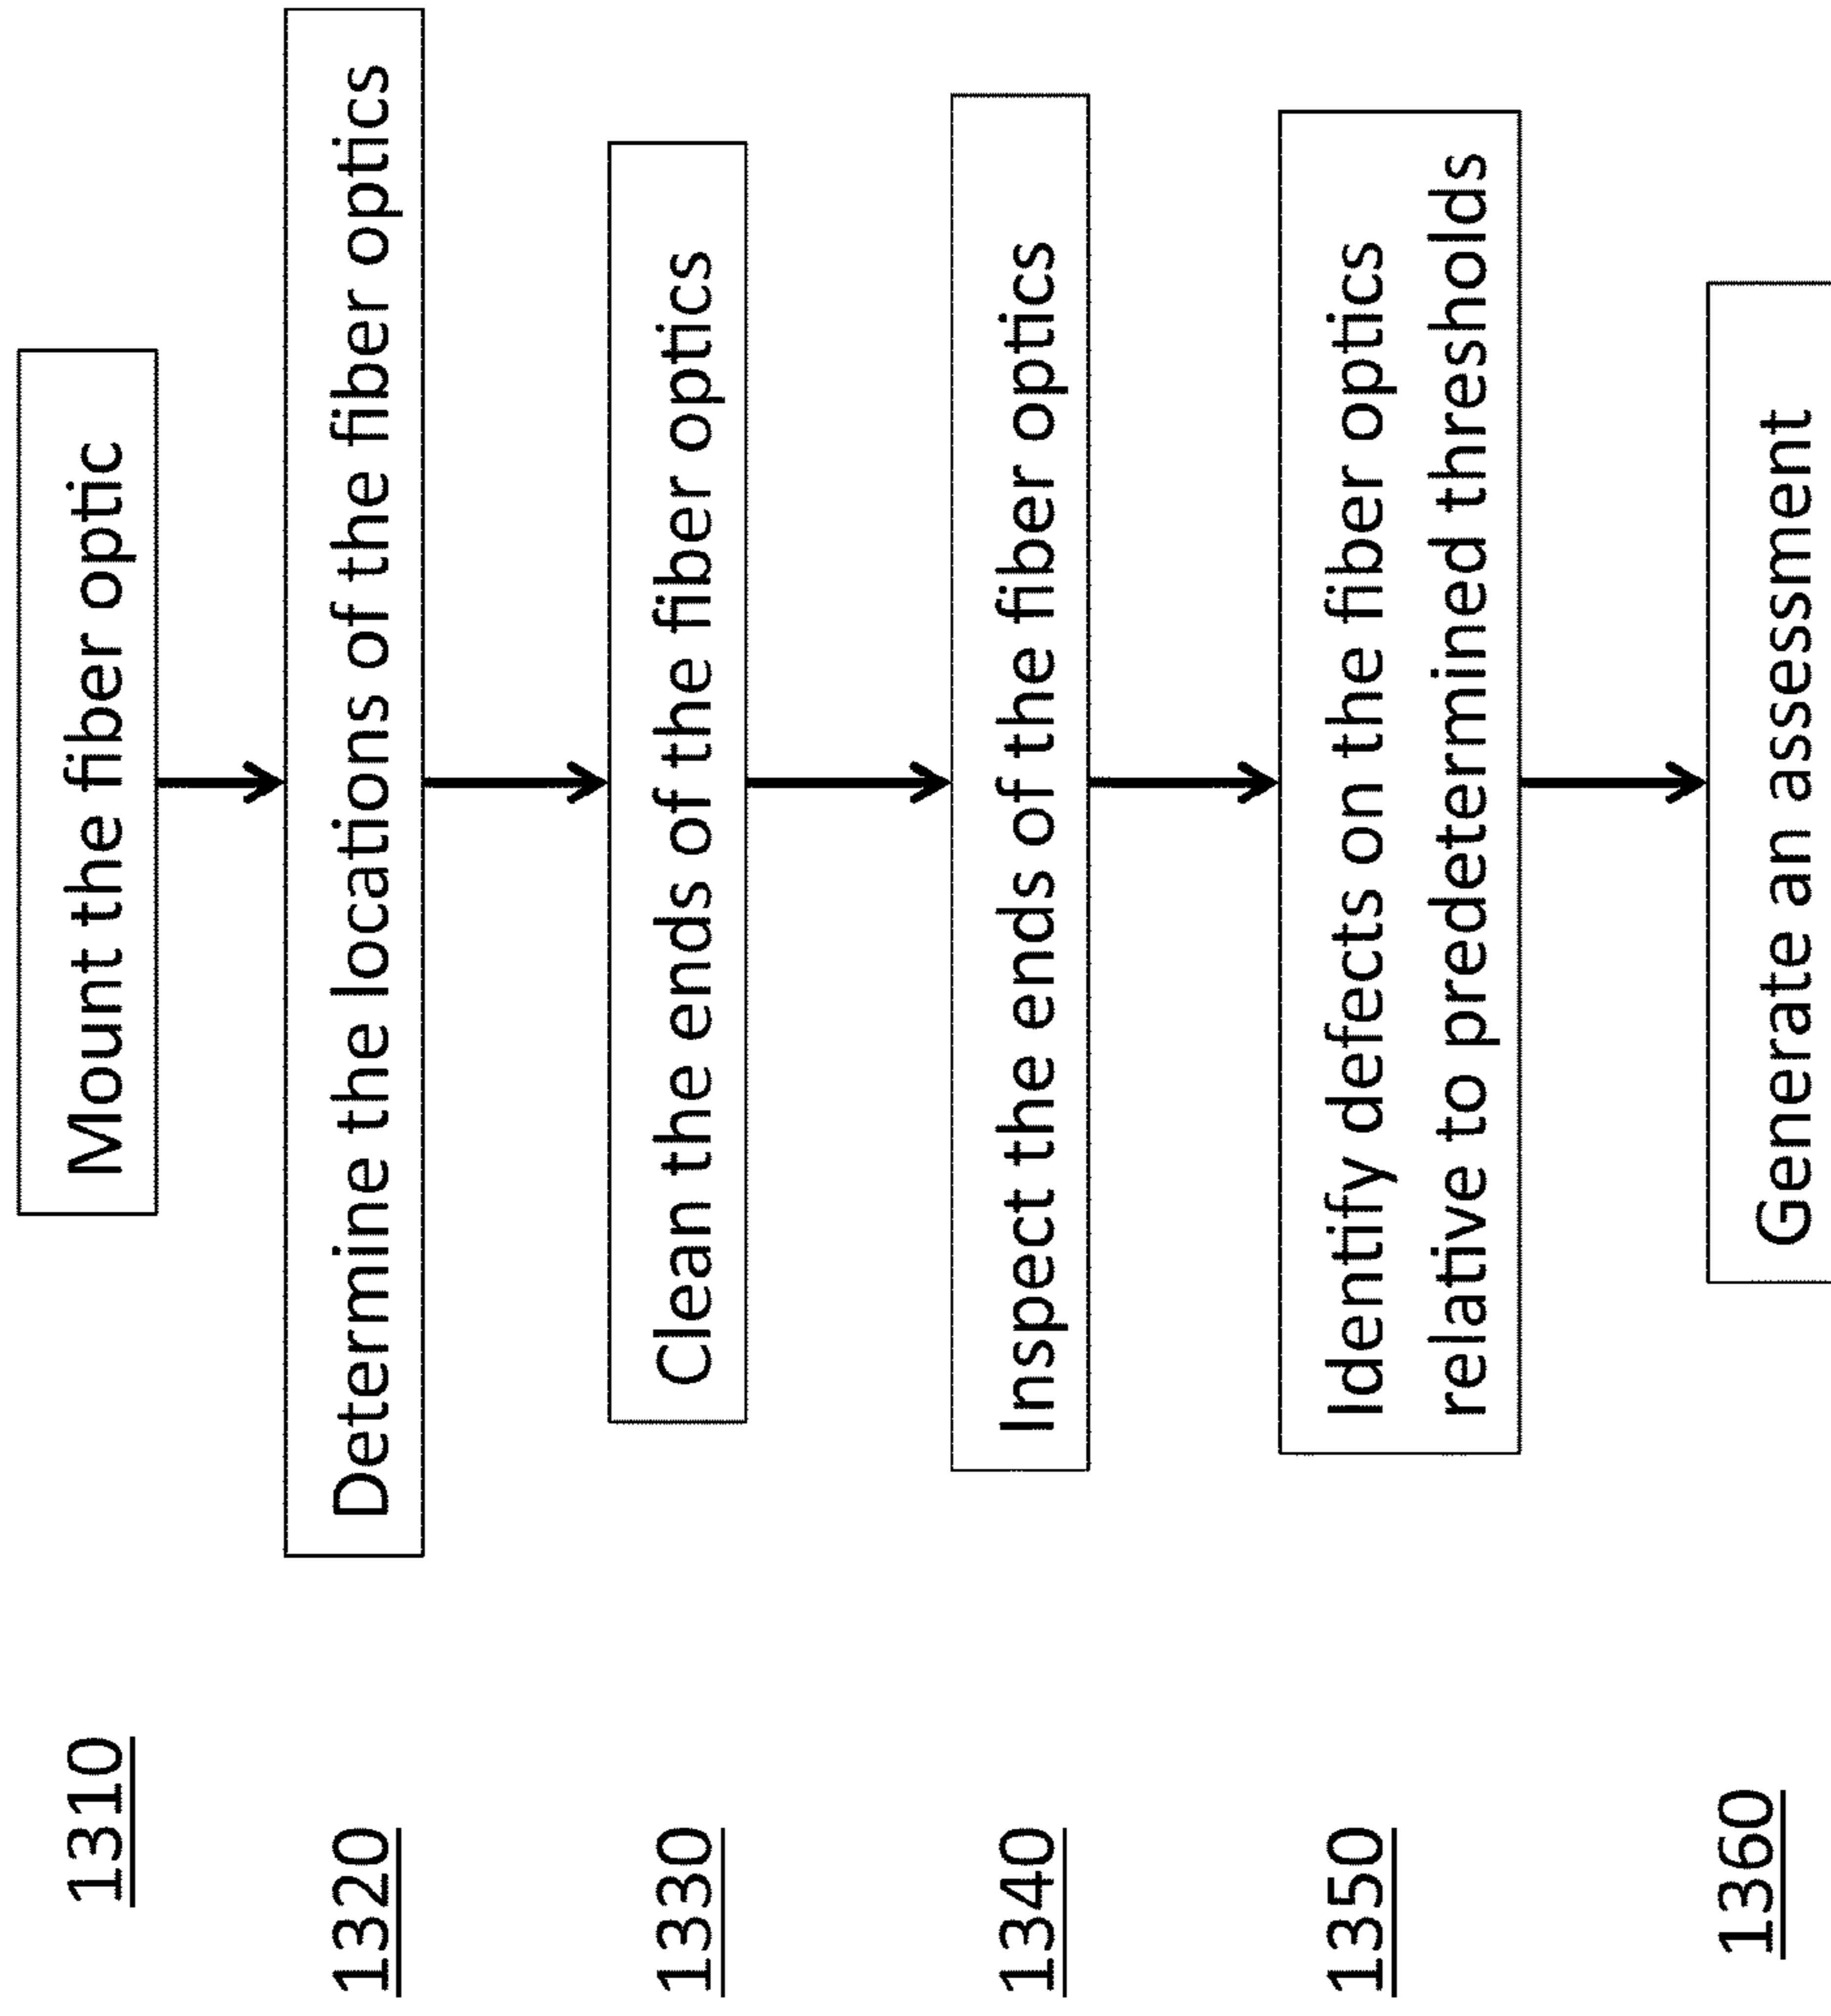 1310
Mount the fiber optic
1320
Determine the locations of the fiber optics
1330
Clean the ends of the fiber optics
1340
Inspect the ends of the fiber optics
1350
Identify defects on the fiber optics
relative to predetermined thresholds
1360
Generate an assessment